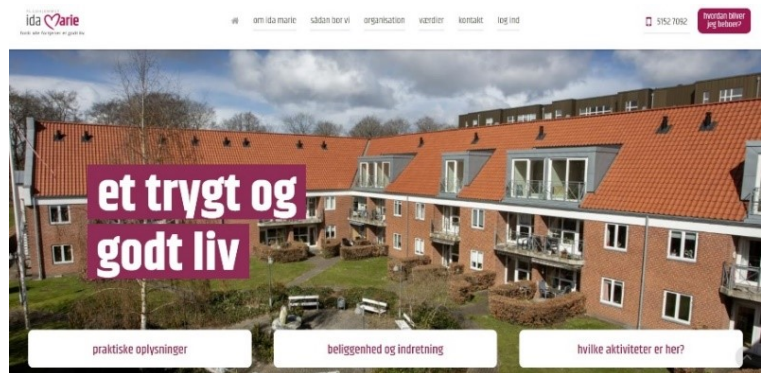 ida Marie
om ida marie
sådan bor vi
organisation
værdier
kontakt
log ind
5152 7092
hvordan bliver
jeg beboer?
et trygt og
godt liv
praktiske oplysninger
beliggenhed og indretning
hvilke aktiviteter er her?